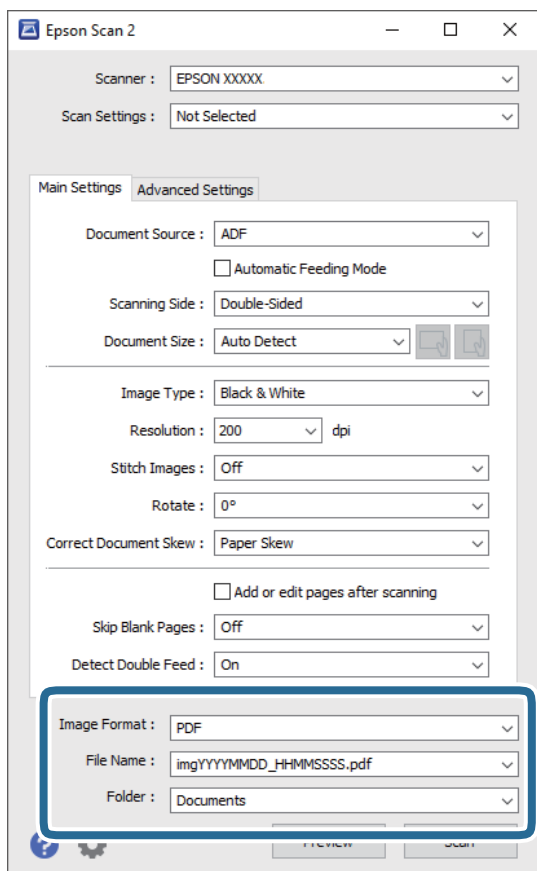 Epson Scan 2
Scanner : EPSON XXXXX
Scan Settings : Not Selected
Main Settings Advanced Settings
Document Source : ADF
Automatic Feeding Mode
Scanning Side : Double-Sided
Document Size : Auto Detect
Image Type : Black & White
Resolution : 200 dpi
Stitch Images : Off
Rotate : 0°
Correct Document Skew : Paper Skew
Add or edit pages after scanning
Skip Blank Pages : Off
Detect Double Feed : On
Image Format : PDF
File Name : imgYYYYMMDD_HHMMSSSS.pdf
Folder : Documents
? Preview Scan